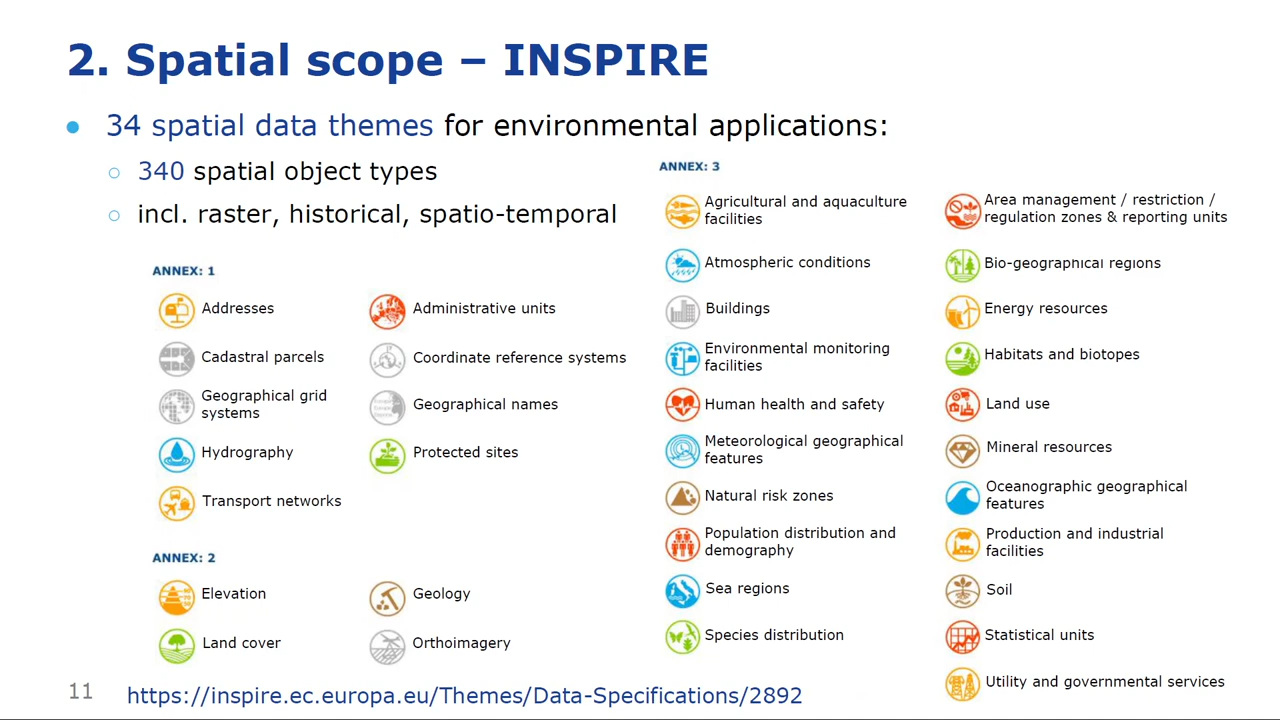 2. Spatial scope – INSPIRE
● 34 spatial data themes for environmental applications:
○ 340 spatial object types
○ incl. raster, historical, spatio-temporal
ANNEX: 1
Addresses
Administrative units
Cadastral parcels
Coordinate reference systems
Geographical grid
systems
Geographical names
Hydrography
Protected sites
Transport networks
ANNEX: 2
Elevation
Geology
Land cover
Orthoimagery
ANNEX: 3
Agricultural and aquaculture
facilities
Area management / restriction /
regulation zones & reporting units
Atmospheric conditions
Bio-geographical regions
Buildings
Energy resources
Environmental monitoring
facilities
Habitats and biotopes
Human health and safety
Land use
Meteorological geographical
features
Mineral resources
Natural risk zones
Oceanographic geographical
features
Population distribution and
demography
Production and industrial
facilities
Sea regions
Soil
Species distribution
Statistical units
Utility and governmental services
11
https://inspire.ec.europa.eu/Themes/Data-Specifications/2892